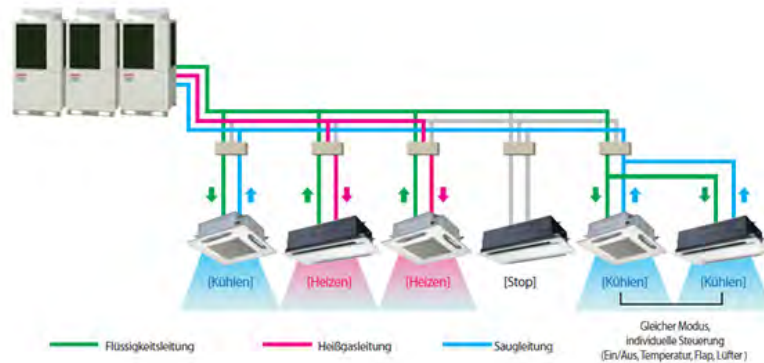 [Kühlen]
[Heizen]
[Heizen]
[Stop]
[Kühlen]
[Kühlen]
Flüssigkeitsleitung
Heißgasleitung
Saugleitung
Gleicher Modus,
individuelle Steuerung
(Ein/Aus, Temperatur, Flap, Lüfter )